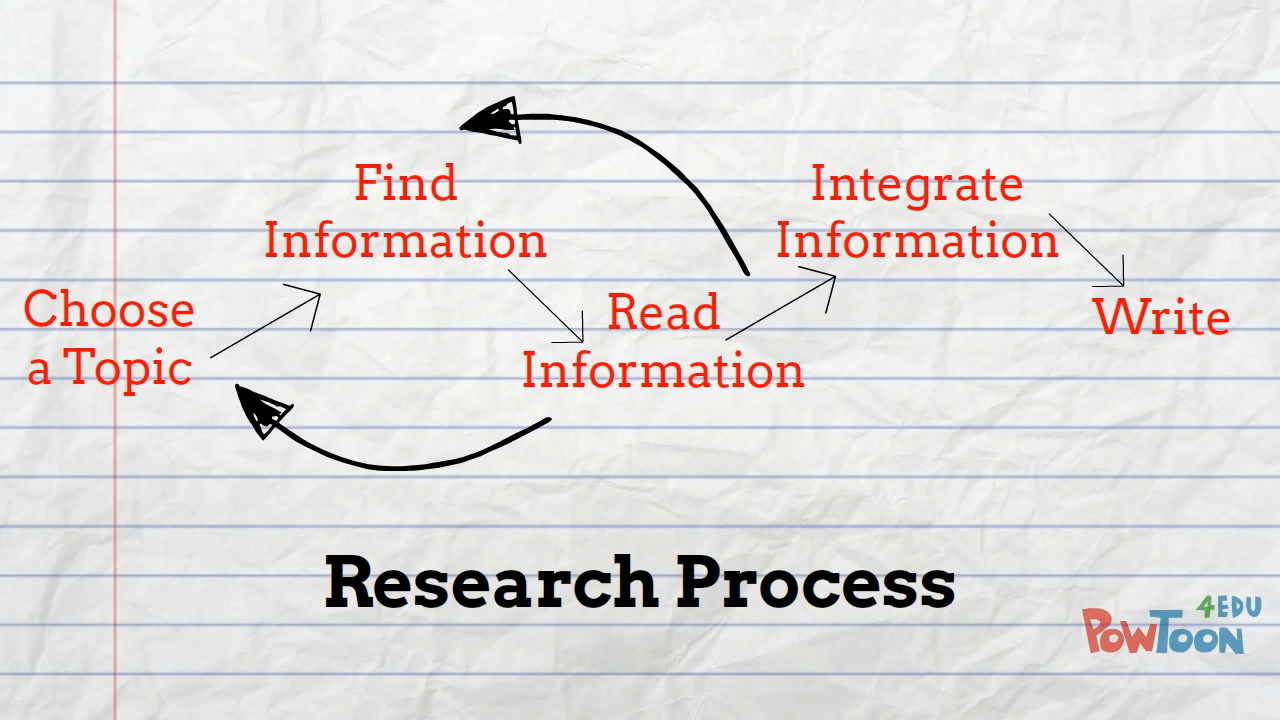 Choose
a Topic
Find
Information
Read
Information
Integrate
Information
Write
Research Process
4EDU
PowToon